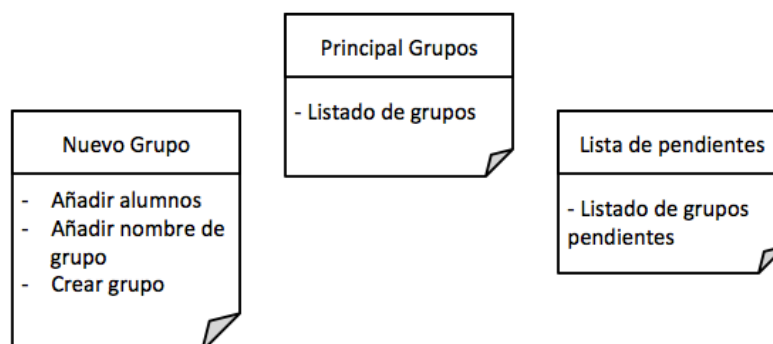 Principal Grupos
- Listado de grupos
Nuevo Grupo
- Añadir alumnos
- Añadir nombre de
grupo
- Crear grupo
Lista de pendientes
- Listado de grupos
pendientes